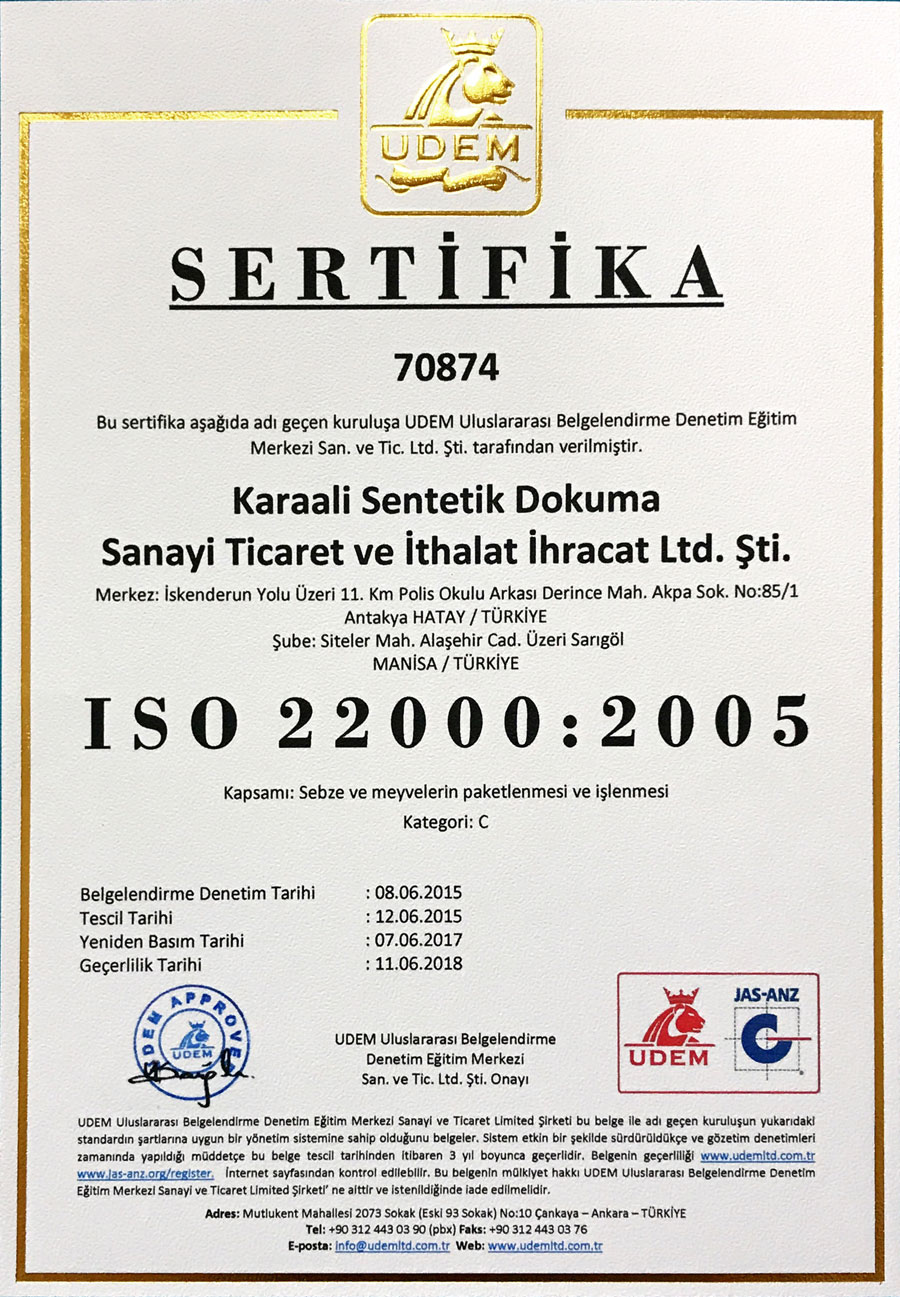 UDEM
SERTİFİKA
70874
Bu sertifika aşağıda adı geçen kuruluşa UDEM Uluslararası Belgelendirme Denetim Eğitim
Merkezi San. ve Tic. Ltd. Şti. tarafından verilmiştir.
Karaali Sentetik Dokuma
Sanayi Ticaret ve İthalat İhracat Ltd. Şti.
Merkez: İskenderun Yolu Üzeri 11. Km Polis Okulu Arkası Derince Mah. Akpa Sok. No:85/1
Antakya HATAY / TÜRKİYE
Şube: Siteler Mah. Alaşehir Cad. Üzeri Sarıgöl
MANİSA / TÜRKİYE
ISO 22000:2005
Kapsamı: Sebze ve meyvelerin paketlenmesi ve işlenmesi
Kategori: C
Belgelendirme Denetim Tarihi : 08.06.2015
Tescil Tarihi : 12.06.2015
Yeniden Basım Tarihi : 07.06.2017
Geçerlilik Tarihi : 11.06.2018
UDEM APPROVED
UDEM
UDEM Uluslararası Belgelendirme
Denetim Eğitim Merkezi
San. ve Tic. Ltd. Şti. Onayı
UDEM
JAS-ANZ
UDEM Uluslararası Belgelendirme Denetim Eğitim Merkezi Sanayi ve Ticaret Limited Şirketi bu belge ile adı geçen kuruluşun yukarıdaki
standardın şartlarına uygun bir yönetim sistemine sahip olduğunu belgeler. Sistem etkin bir şekilde sürdürüldükçe ve gözetim denetimleri
zamanında yapıldığı müddetçe bu belge tescil tarihinden itibaren 3 yıl boyunca geçerlidir. Belgenin geçerliliği www.udemltd.com.tr
www.jas-anz.org/register. İnternet sayfasından kontrol edilebilir. Bu belgenin mülkiyet hakkı UDEM Uluslararası Belgelendirme Denetim
Eğitim Merkezi Sanayi ve Ticaret Limited Şirketi' ne aittir ve istenildiğinde iade edilmelidir.
Adres: Mutlukent Mahallesi 2073 Sokak (Eski 93 Sokak) No:10 Çankaya – Ankara – TÜRKİYE
Tel: +90 312 443 03 90 (pbx) Faks: +90 312 443 03 76
E-posta: info@udemltd.com.tr Web: www.udemltd.com.tr